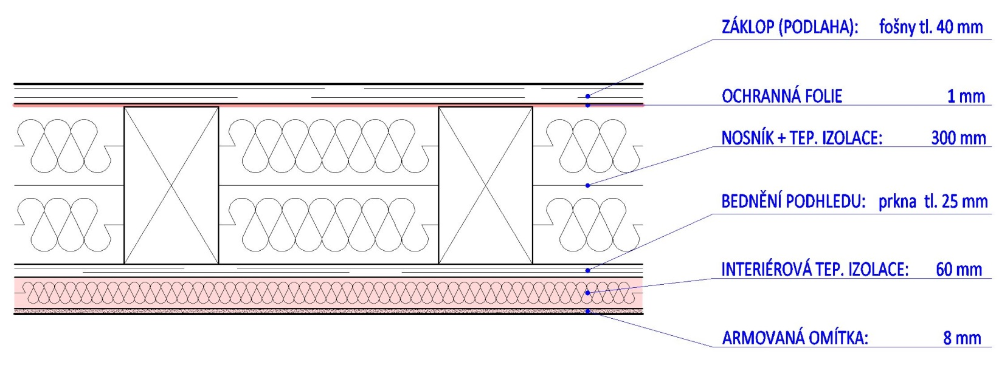 ZÁKLOP (PODLAHA): fošny tl. 40 mm
OCHRANNÁ FOLIE 1 mm
NOSNÍK + TEP. IZOLACE: 300 mm
BEDNĚNÍ PODHLEDU: prkna tl. 25 mm
INTERIÉROVÁ TEP. IZOLACE: 60 mm
ARMOVANÁ OMÍTKA: 8 mm